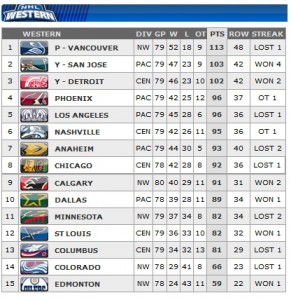 NHL
WESTERN
WESTERN DIV GP W L OT PTS ROW STREAK
1 P - VANCOUVER NW 79 52 18 9 113 48 LOST 1
2 Y - SAN JOSE PAC 79 47 23 9 103 42 WON 4
3 Y - DETROIT CEN 79 46 23 10 102 42 WON 2
4 PHOENIX PAC 79 42 25 12 96 37 OT 1
5 LOS ANGELES PAC 79 45 28 6 96 36 LOST 1
6 NASHVILLE CEN 79 42 26 11 95 36 OT 1
7 ANAHEIM PAC 79 44 30 5 93 40 LOST 2
8 CHICAGO CEN 78 42 28 8 92 36 LOST 1
9 CALGARY NW 80 40 29 11 91 31 WON 2
10 DALLAS PAC 78 39 28 11 89 34 WON 1
11 MINNESOTA NW 79 37 34 8 82 34 LOST 2
12 ST LOUIS CEN 79 36 33 10 82 32 WON 1
13 COLUMBUS CEN 79 34 32 13 81 29 LOST 1
14 COLORADO NW 78 29 41 8 66 23 LOST 1
15 EDMONTON NW 78 24 43 11 59 22 WON 1